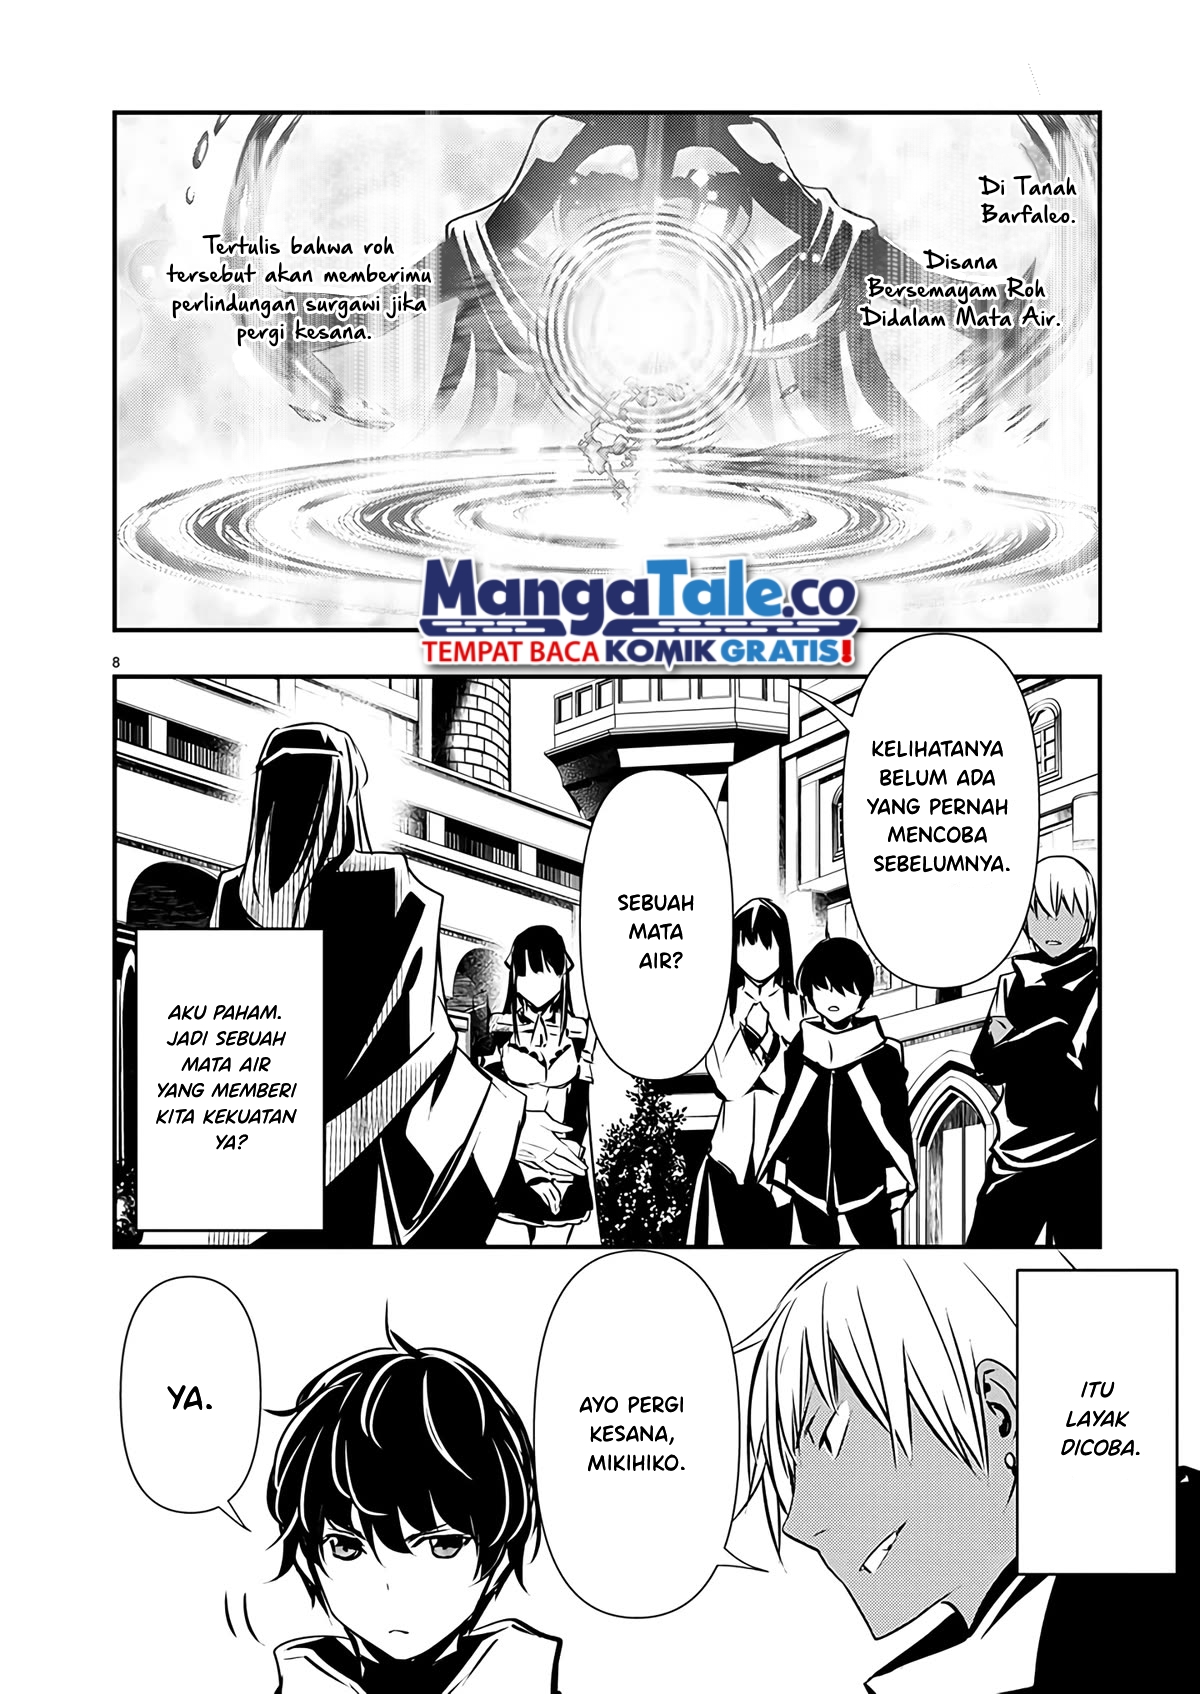 Di Tanah
Barfaleo.
Disana
Bersemayam Roh
Didalam Mata Air.
Tertulis bahwa roh
tersebut akan memberimu
perlindungan surgawi jika
pergi kesana.
MangaTale.co
TEMPAT BACA KOMIK GRATIS!
8
KELIHATANYA
BELUM ADA
YANG PERNAH
MENCOBA
SEBELUMNYA.
SEBUAH
MATA
AIR?
AKU PAHAM.
JADI SEBUAH
MATA AIR
YANG MEMBERI
KITA KEKUATAN
YA?
ITU
LAYAK
DICOBA.
AYO PERGI
KESANA,
MIKIHIKO.
YA.